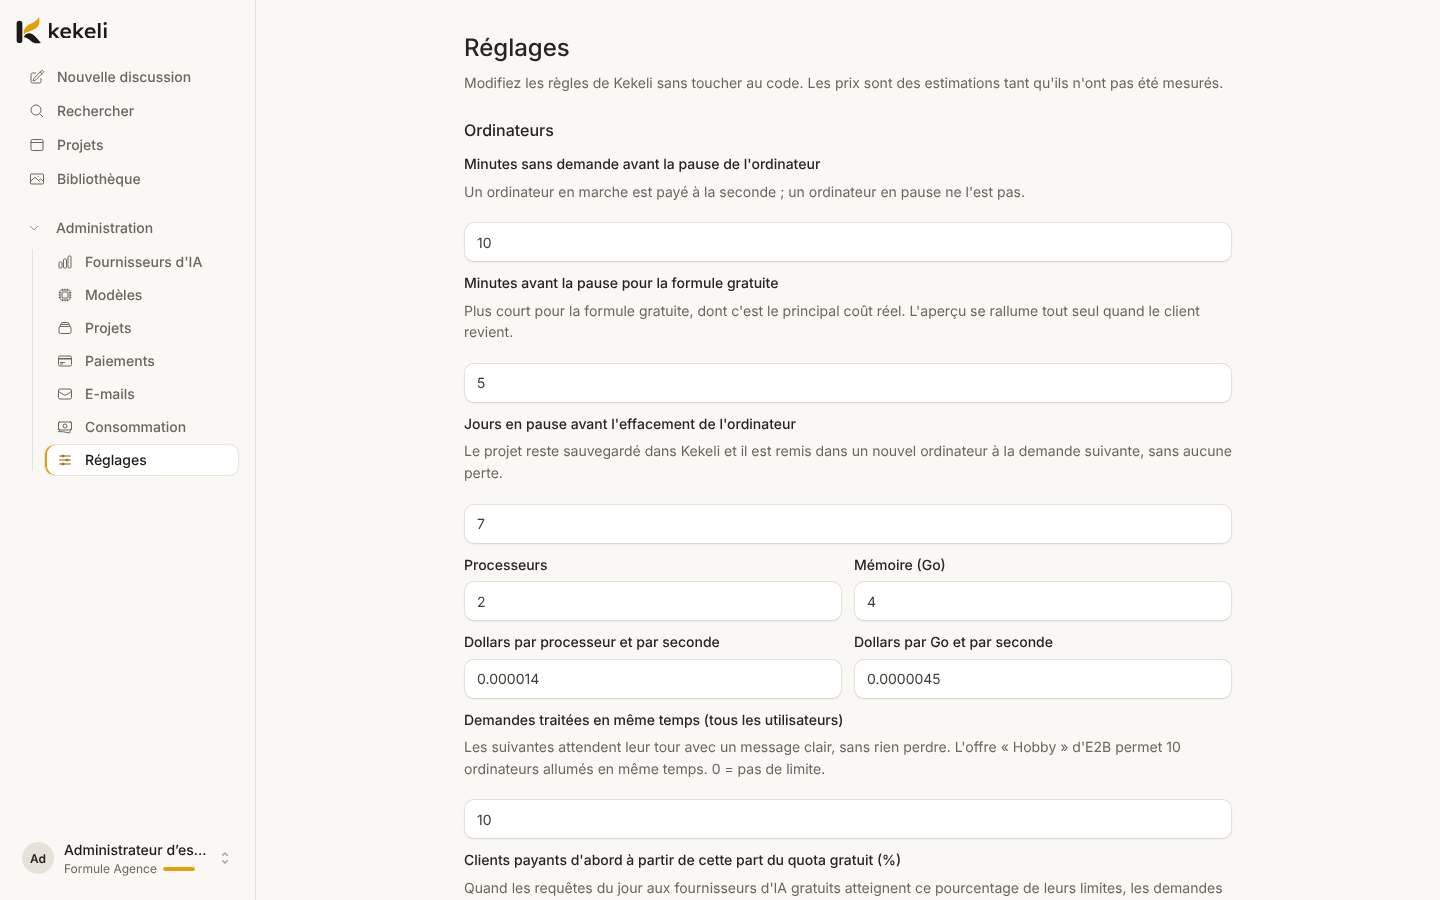 kekeli
Nouvelle discussion
Rechercher
Projets
Bibliothèque
Administration
Fournisseurs d'IA
Modèles
Projets
Paiements
E-mails
Consommation
Réglages
Ad
Administrateur d'es...
Formule Agence
Réglages
Modifiez les règles de Kekeli sans toucher au code. Les prix sont des estimations tant qu'ils n'ont pas été mesurés.
Ordinateurs
Minutes sans demande avant la pause de l'ordinateur
Un ordinateur en marche est payé à la seconde ; un ordinateur en pause ne l'est pas.
10
Minutes avant la pause pour la formule gratuite
Plus court pour la formule gratuite, dont c'est le principal coût réel. L'aperçu se rallume tout seul quand le client
revient.
5
Jours en pause avant l'effacement de l'ordinateur
Le projet reste sauvegardé dans Kekeli et il est remis dans un nouvel ordinateur à la demande suivante, sans aucune
perte.
7
Processeurs
Mémoire (Go)
2
4
Dollars par processeur et par seconde
Dollars par Go et par seconde
0.000014
0.0000045
Demandes traitées en même temps (tous les utilisateurs)
Les suivantes attendent leur tour avec un message clair, sans rien perdre. L'offre « Hobby » d'E2B permet 10
ordinateurs allumés en même temps. 0 = pas de limite.
10
Clients payants d'abord à partir de cette part du quota gratuit (%)
Quand les requêtes du jour aux fournisseurs d'IA gratuits atteignent ce pourcentage de leurs limites, les demandes